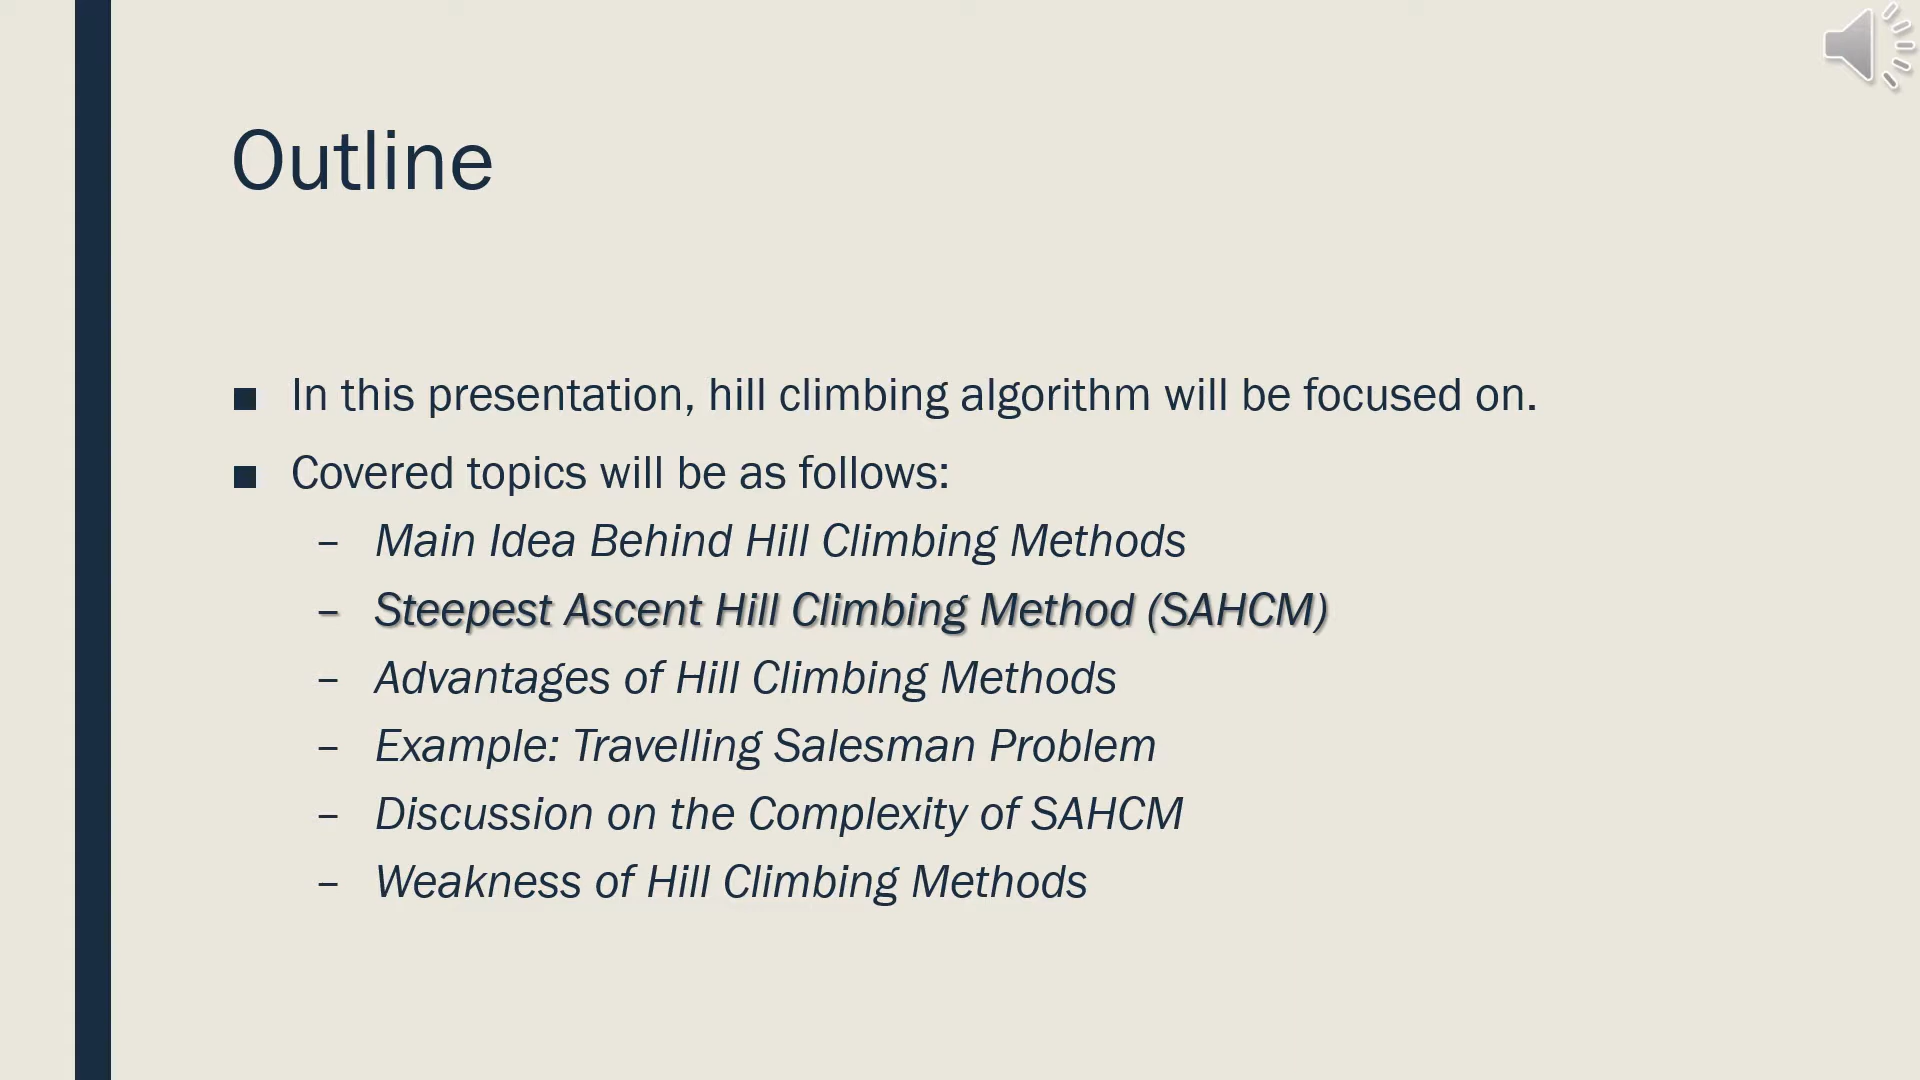 Outline
■ In this presentation, hill climbing algorithm will be focused on.
■ Covered topics will be as follows:
– Main Idea Behind Hill Climbing Methods
– Steepest Ascent Hill Climbing Method (SAHCM)
– Advantages of Hill Climbing Methods
– Example: Travelling Salesman Problem
– Discussion on the Complexity of SAHCM
– Weakness of Hill Climbing Methods